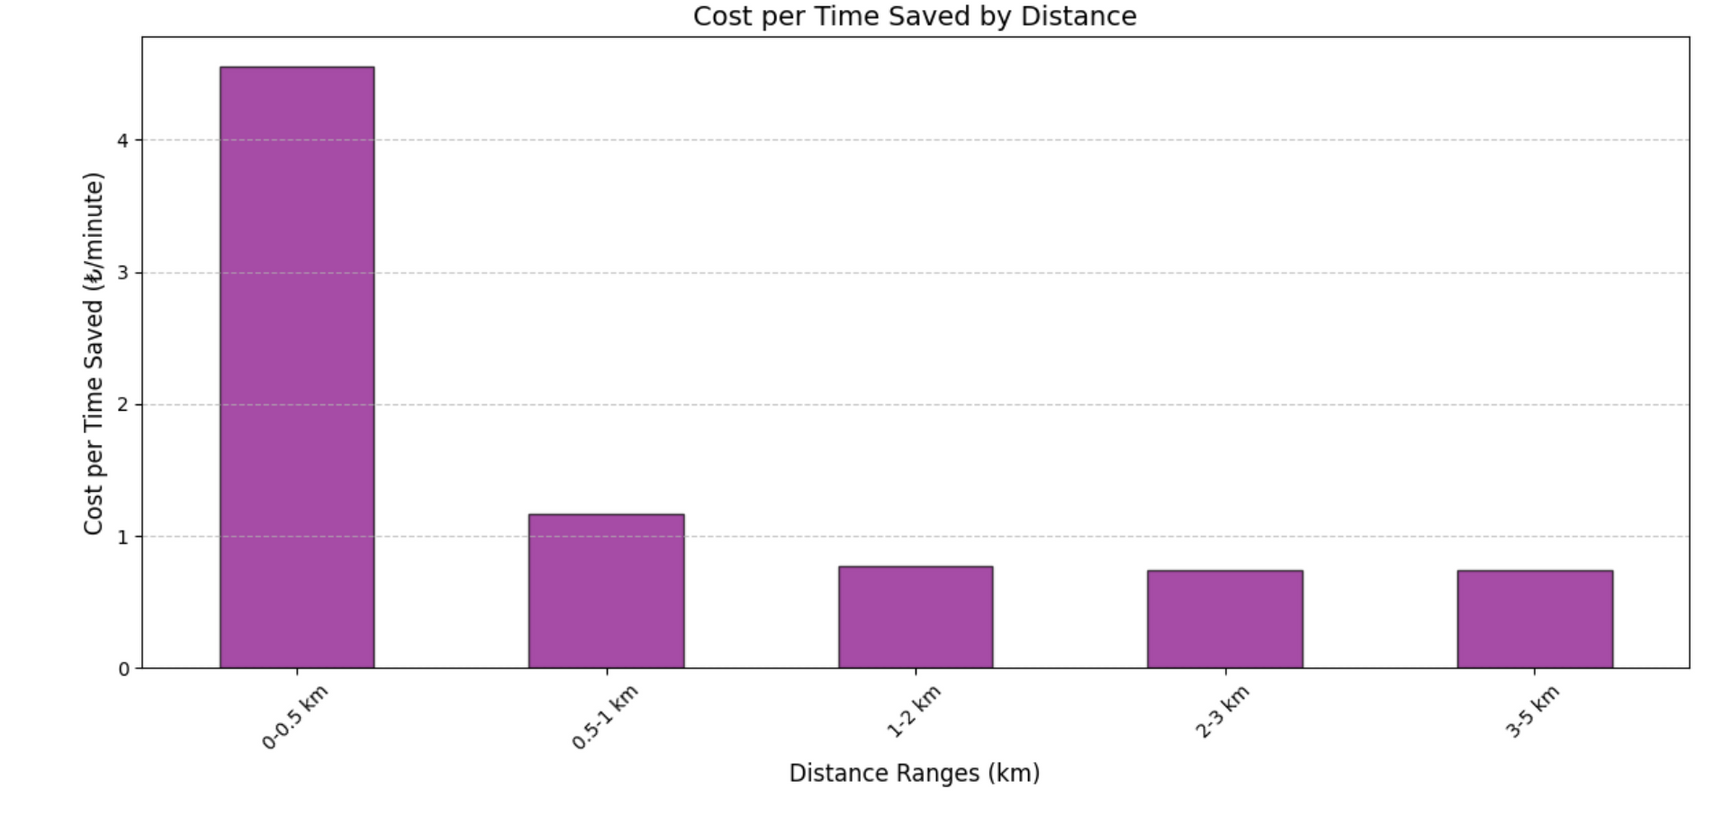 Cost per Time Saved by Distance
Cost per Time Saved (₺/minute)
4
3
2
1
0
0-0.5 km
0.5-1 km
1-2 km
2-3 km
3-5 km
Distance Ranges (km)